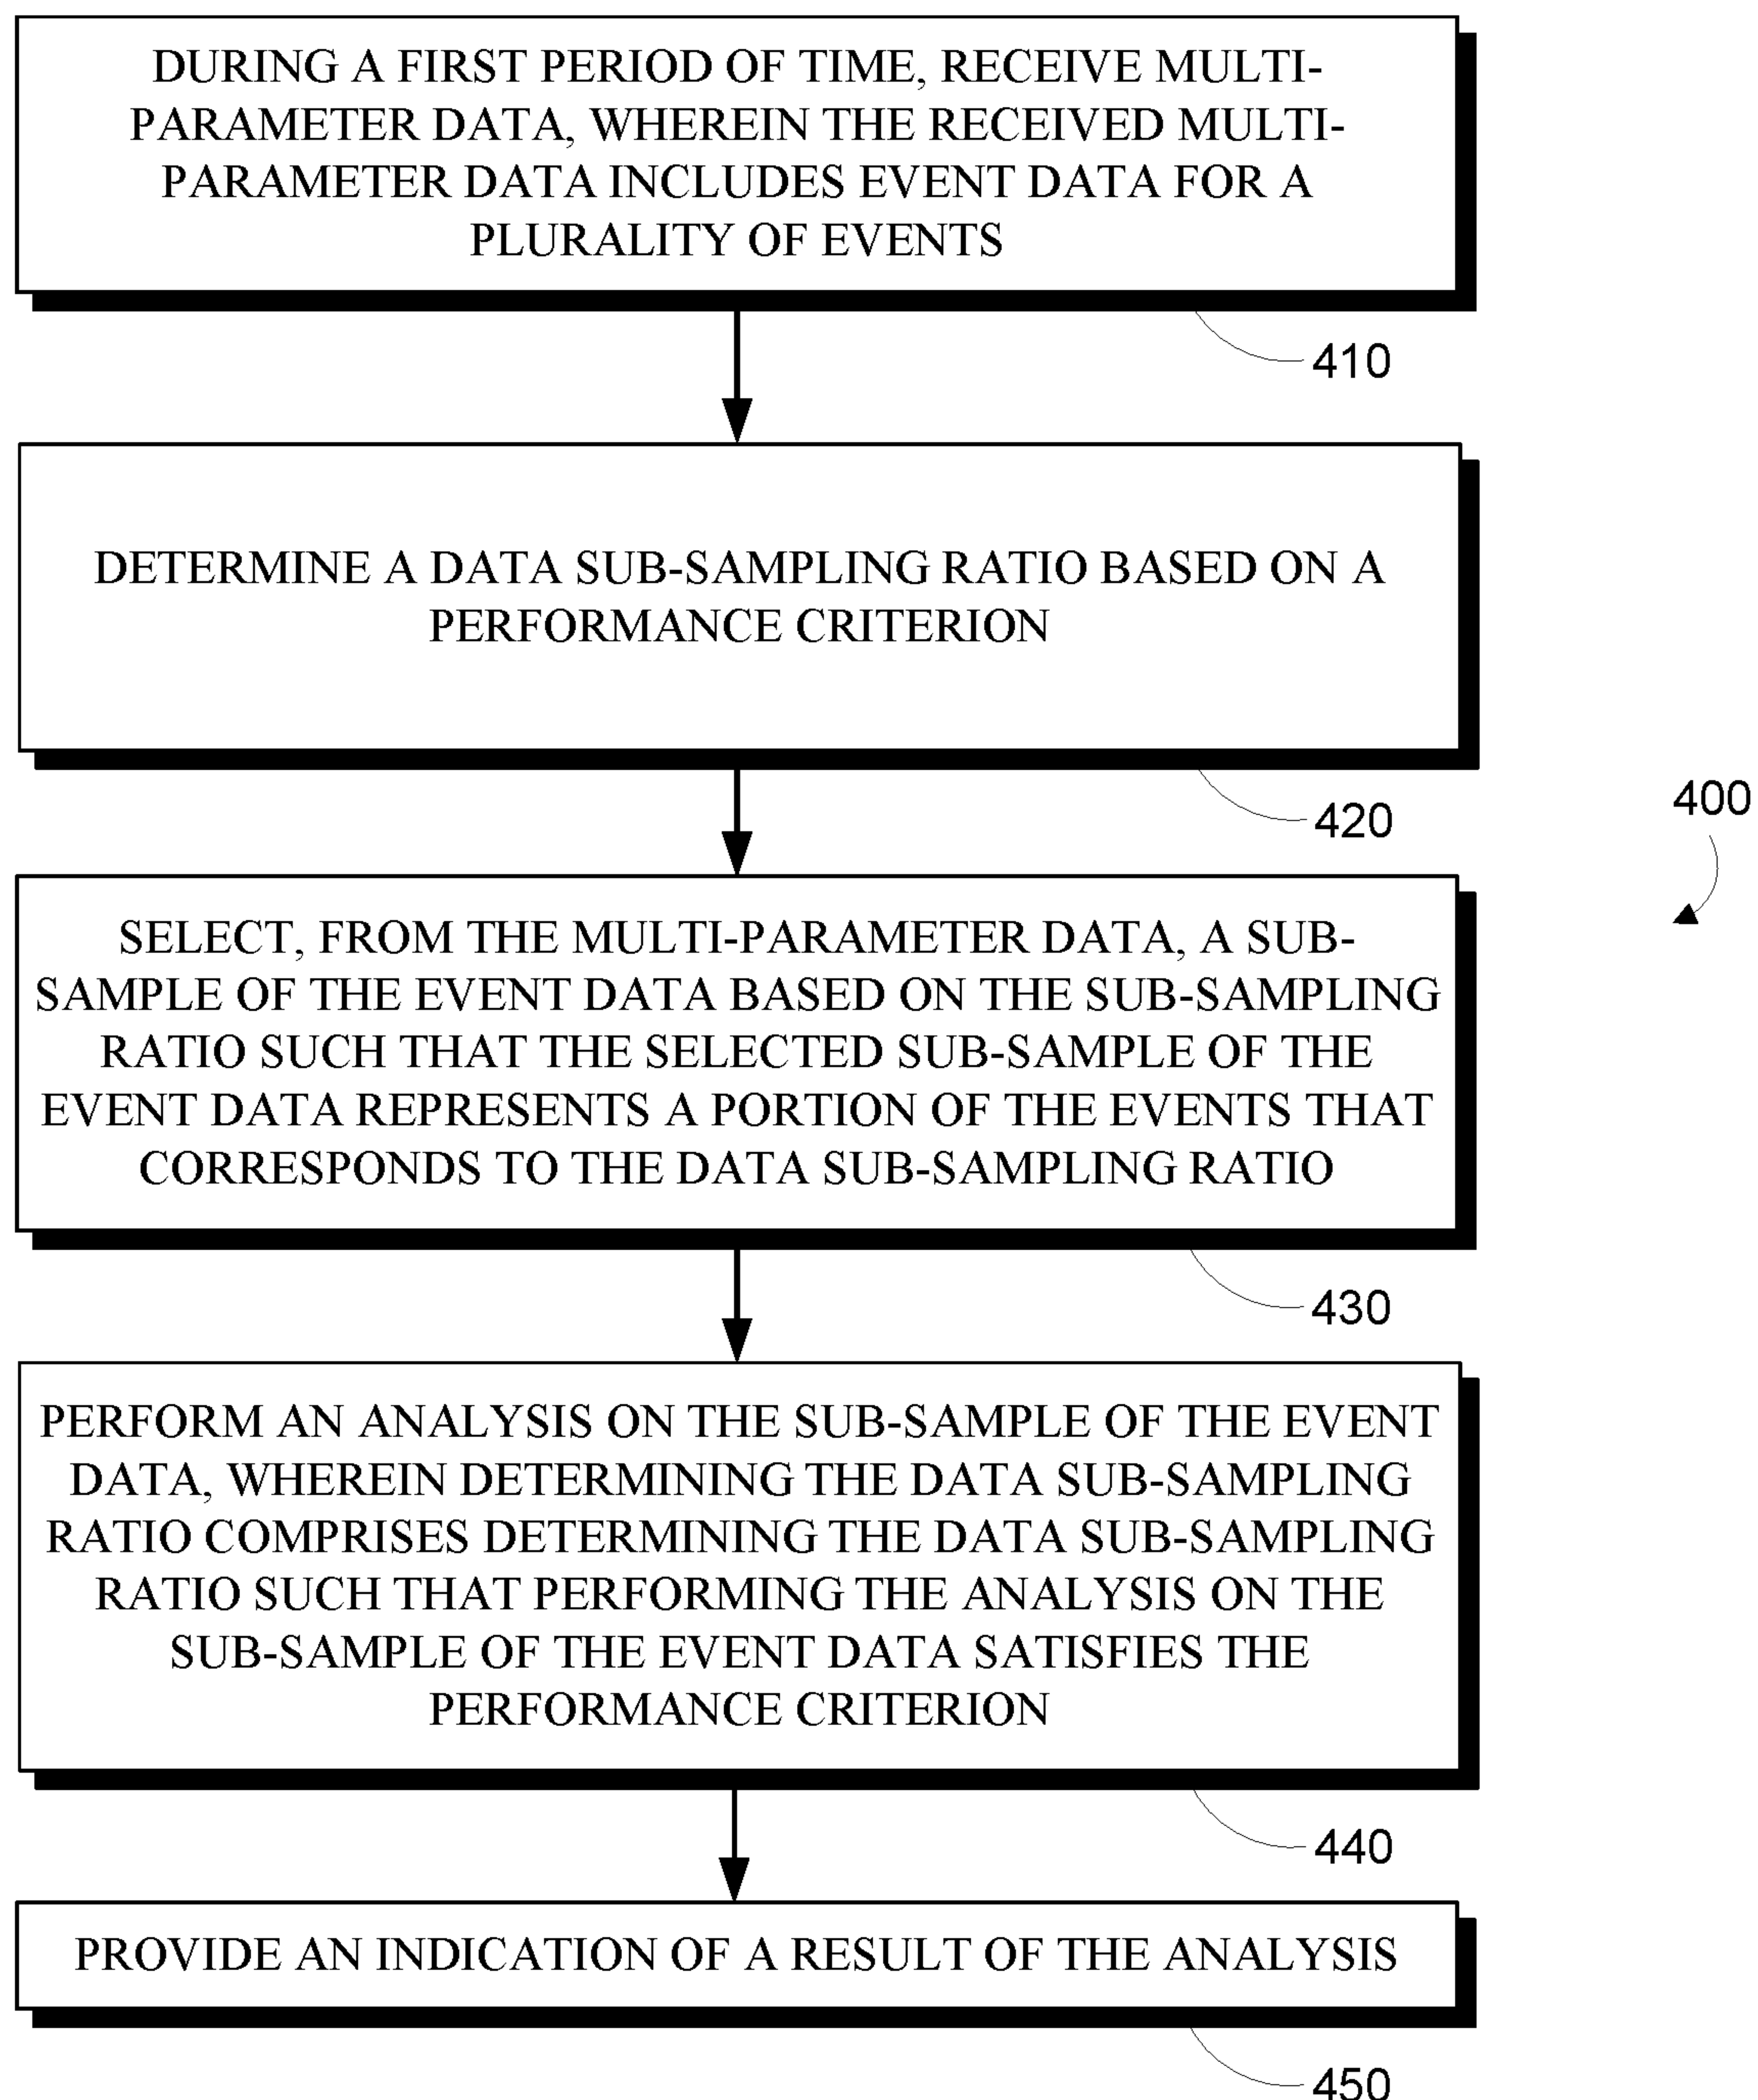 DURING A FIRST PERIOD OF TIME, RECEIVE MULTI-
PARAMETER DATA, WHEREIN THE RECEIVED MULTI-
PARAMETER DATA INCLUDES EVENT DATA FOR A
PLURALITY OF EVENTS
410
DETERMINE A DATA SUB-SAMPLING RATIO BASED ON A
PERFORMANCE CRITERION
420
400
SELECT, FROM THE MULTI-PARAMETER DATA, A SUB-
SAMPLE OF THE EVENT DATA BASED ON THE SUB-SAMPLING
RATIO SUCH THAT THE SELECTED SUB-SAMPLE OF THE
EVENT DATA REPRESENTS A PORTION OF THE EVENTS THAT
CORRESPONDS TO THE DATA SUB-SAMPLING RATIO
430
PERFORM AN ANALYSIS ON THE SUB-SAMPLE OF THE EVENT
DATA, WHEREIN DETERMINING THE DATA SUB-SAMPLING
RATIO COMPRISES DETERMINING THE DATA SUB-SAMPLING
RATIO SUCH THAT PERFORMING THE ANALYSIS ON THE
SUB-SAMPLE OF THE EVENT DATA SATISFIES THE
PERFORMANCE CRITERION
440
PROVIDE AN INDICATION OF A RESULT OF THE ANALYSIS
450